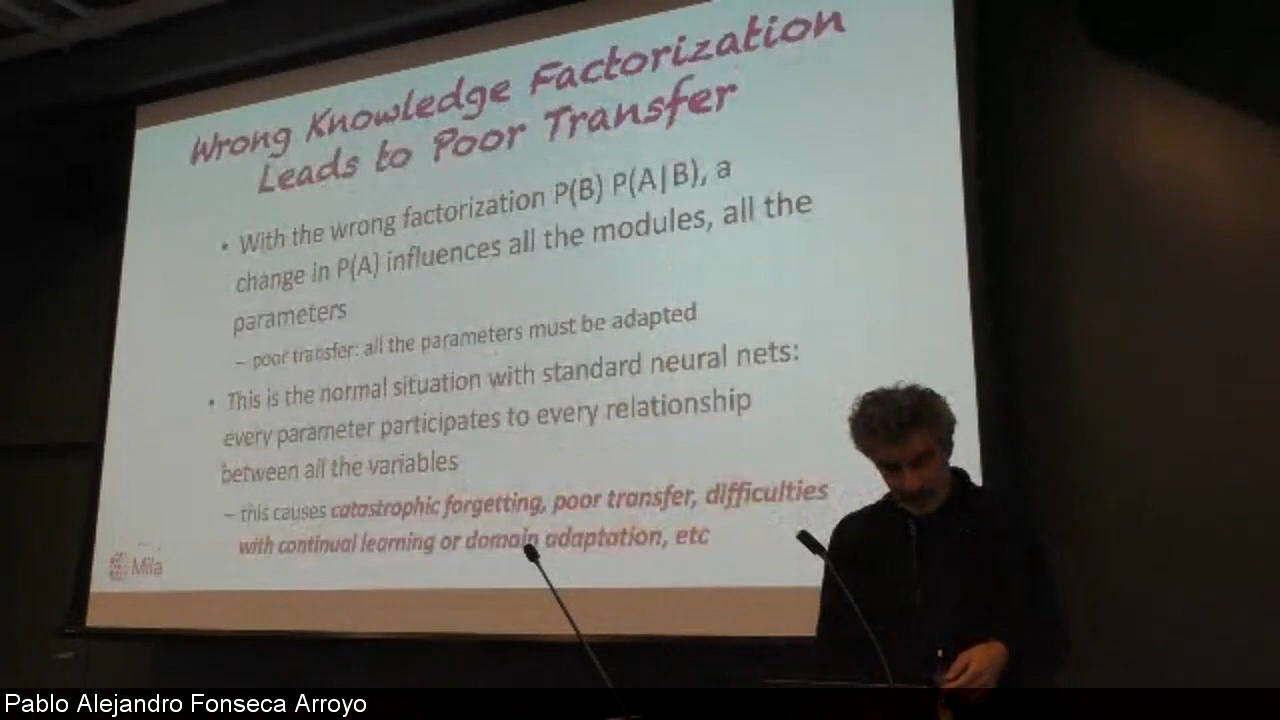 Wrong Knowledge Factorization
Leads to Poor Transfer
• With the wrong factorization P(B) P(A|B), a
change in P(A) influences all the modules, all the
parameters
– poor transfer: all the parameters must be adapted
• This is the normal situation with standard neural nets:
every parameter participates to every relationship
between all the variables
– this causes catastrophic forgetting, poor transfer, difficulties
with continual learning or domain adaptation, etc
Mila
Pablo Alejandro Fonseca Arroyo